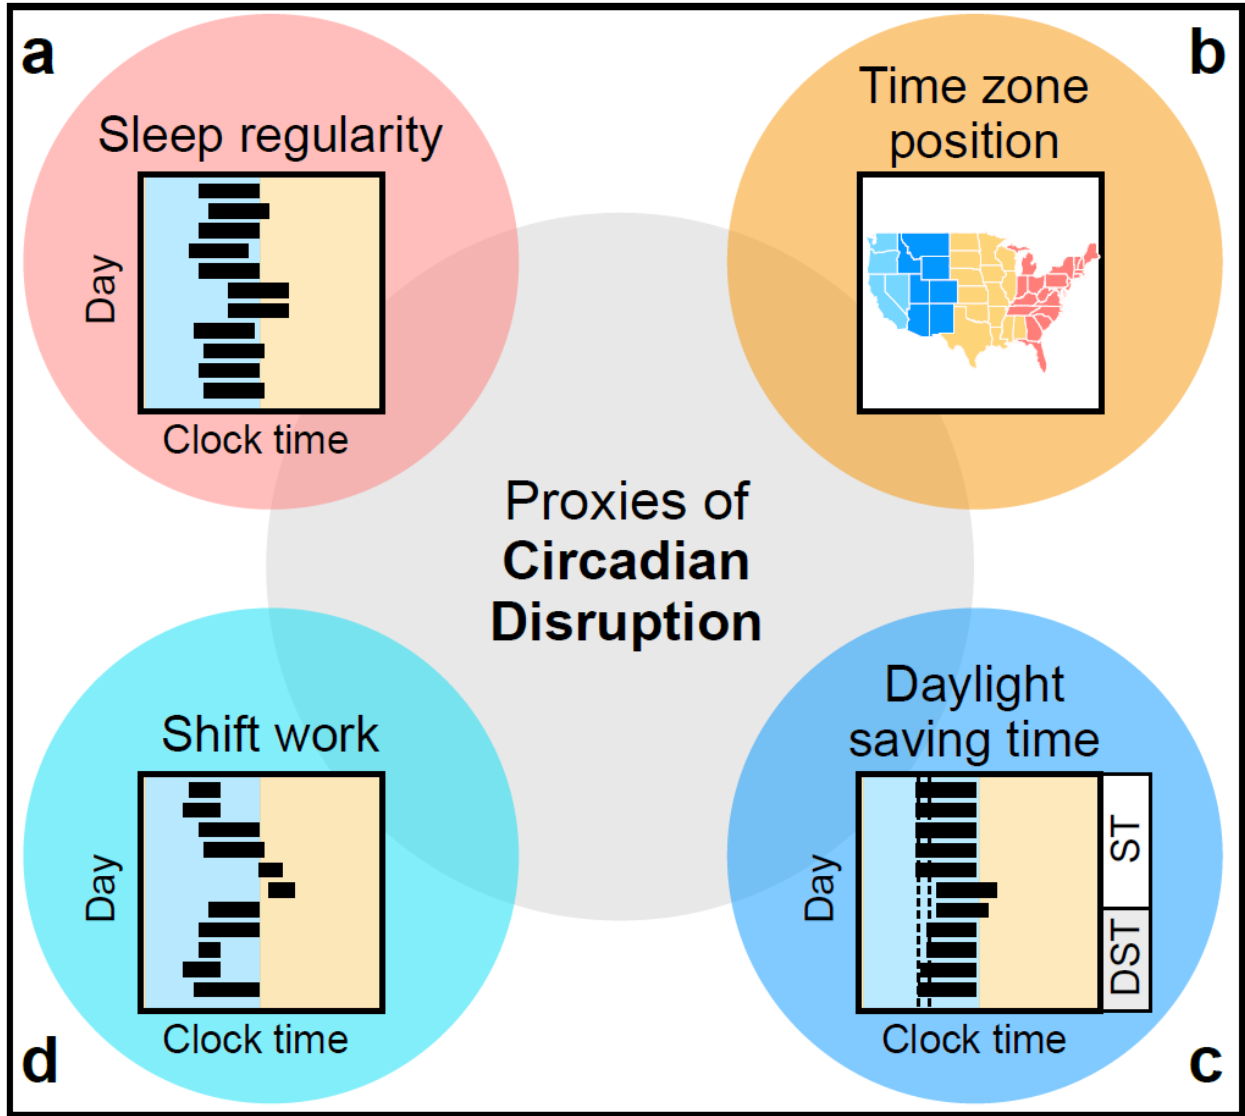 a
Sleep regularity
Day
Clock time
b
Time zone
position
Proxies of
Circadian
Disruption
Shift work
Day
Clock time
d
Daylight
saving time
Day
ST
DST
Clock time
c